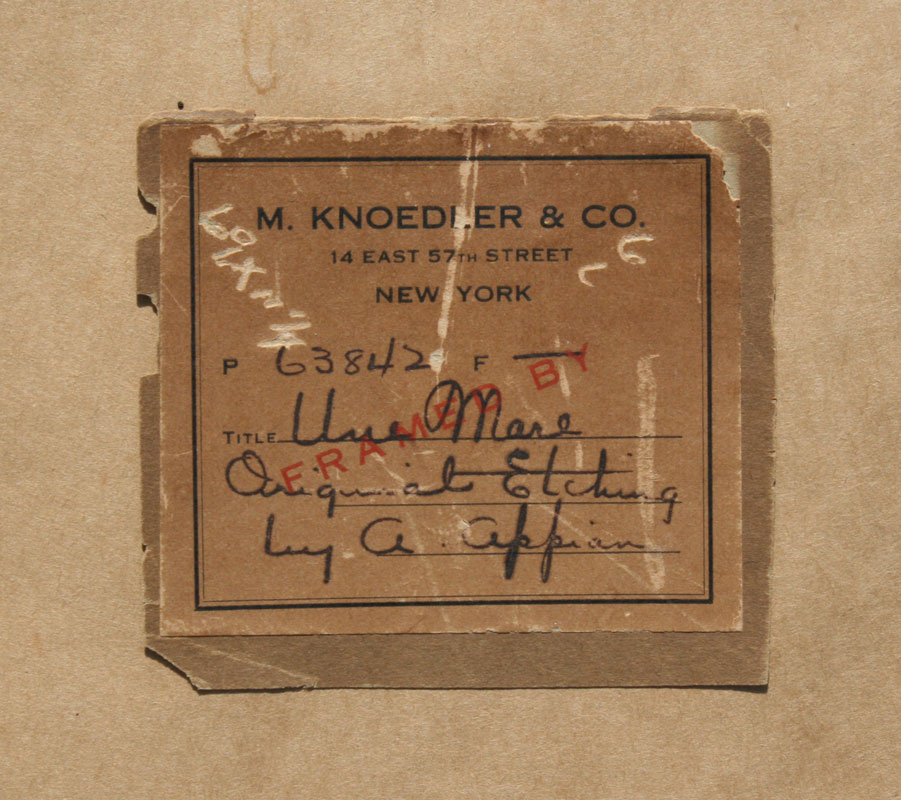 M. KNOEDLER & CO.
14 EAST 57TH STREET
NEW YORK
P 63842 F —
FRAMED BY
TITLE Une Mare
Original Etching
by A. Appian